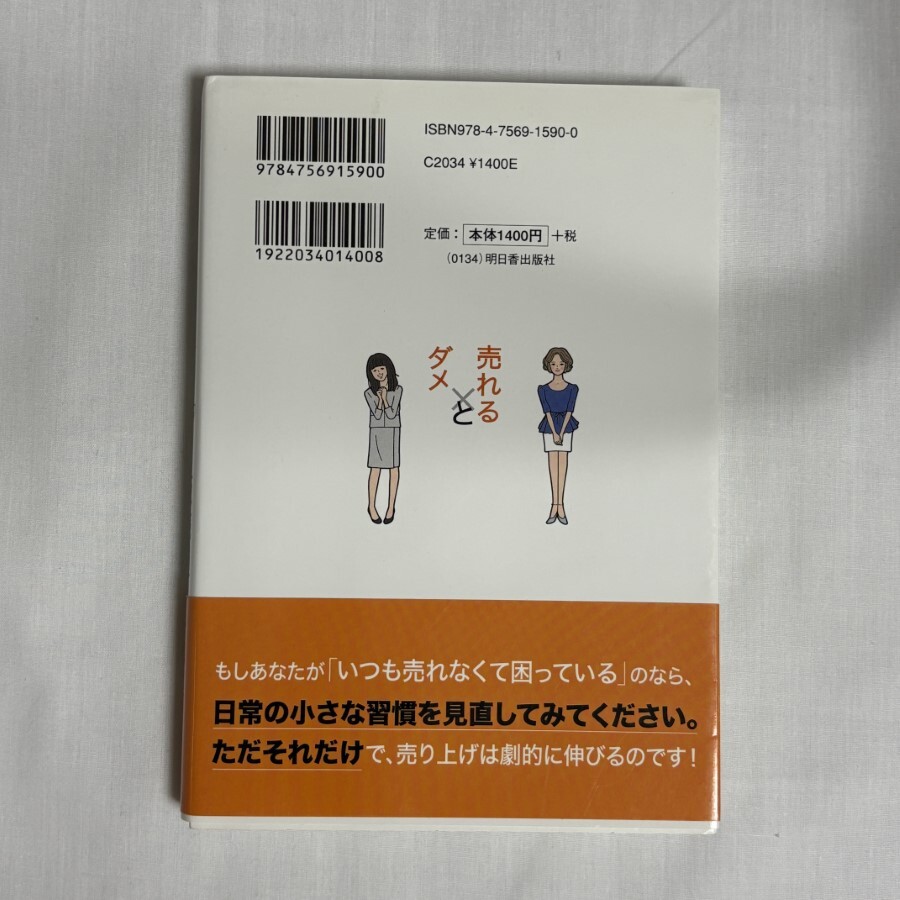 ISBN978-4-7569-1590-0
9784756915900
C2034 ¥1400E
定価： 本体1400円 ＋税
1922034014008
（0134）明日香出版社
売れる
と
ダメ
もしあなたが「いつも売れなくて困っている」のなら、
日常の小さな習慣を見直してみてください。
ただそれだけで、売り上げは劇的に伸びるのです！